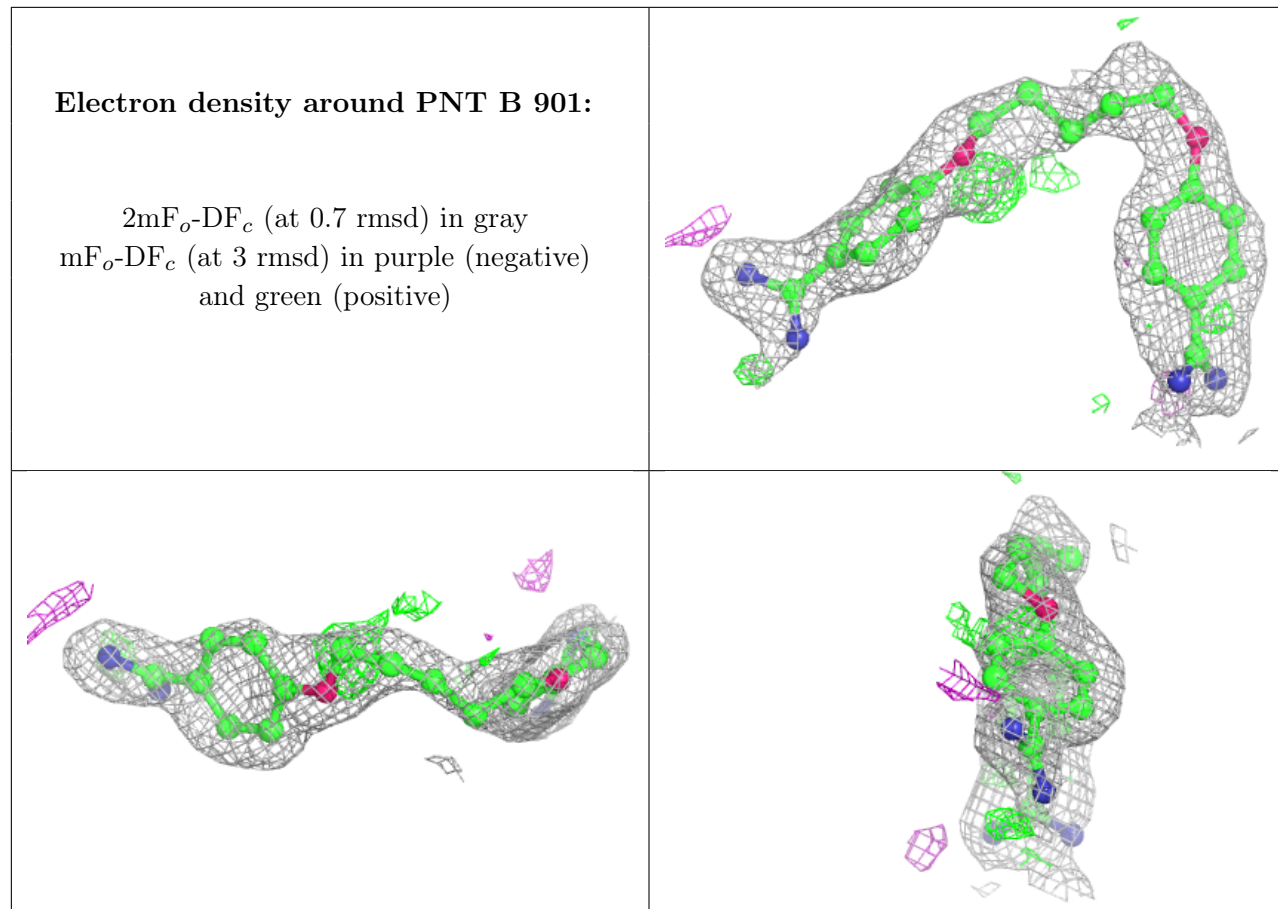 Electron density around PNT B 901:
2mFo-DFc (at 0.7 rmsd) in gray
mFo-DFc (at 3 rmsd) in purple (negative)
and green (positive)